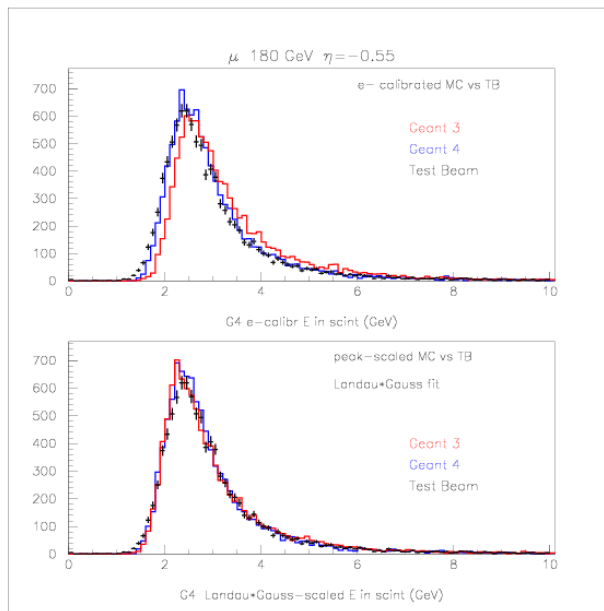 μ 180 GeV η=−0.55
e− calibrated MC vs TB
Geant 3
Geant 4
Test Beam
700
600
500
400
300
200
100
0
0 2 4 6 8 10
G4 e−calibr E in scint (GeV)
peak−scaled MC vs TB
Landau*Gauss fit
Geant 3
Geant 4
Test Beam
700
600
500
400
300
200
100
0
0 2 4 6 8 10
G4 Landau*Gauss−scaled E in scint (GeV)